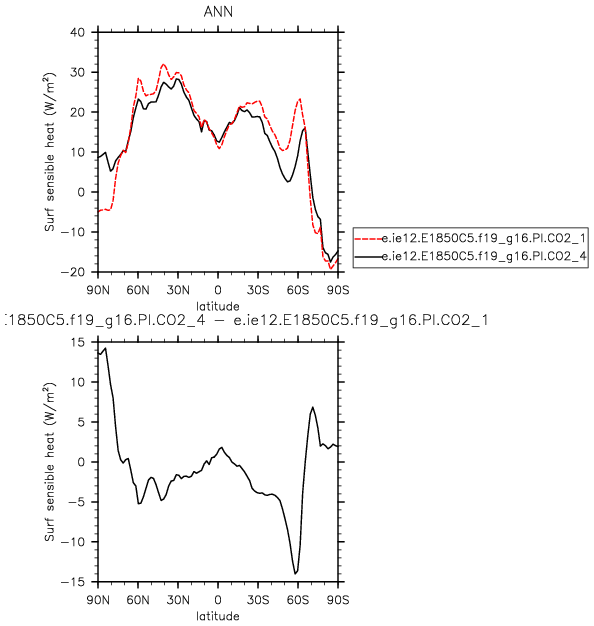 ANN
Surf sensible heat (W/m²)
40
30
20
10
0
−10
−20
90N 60N 30N 0 30S 60S 90S
latitude
e.ie12.E1850C5.f19_g16.PI.CO2_1
e.ie12.E1850C5.f19_g16.PI.CO2_4
:1850C5.f19_g16.PI.CO2_4 − e.ie12.E1850C5.f19_g16.PI.CO2_1
Surf sensible heat (W/m²)
15
10
5
0
−5
−10
−15
90N 60N 30N 0 30S 60S 90S
latitude